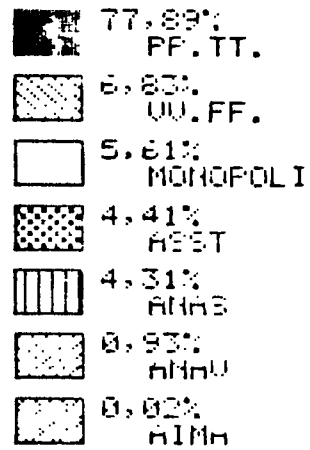 77,89%
PP.TT.
6,83%
VV.FF.
5,61%
MONOPOLI
4,41%
ASST
4,31%
ANAS
0,93%
ANAV
0,02%
AIMA